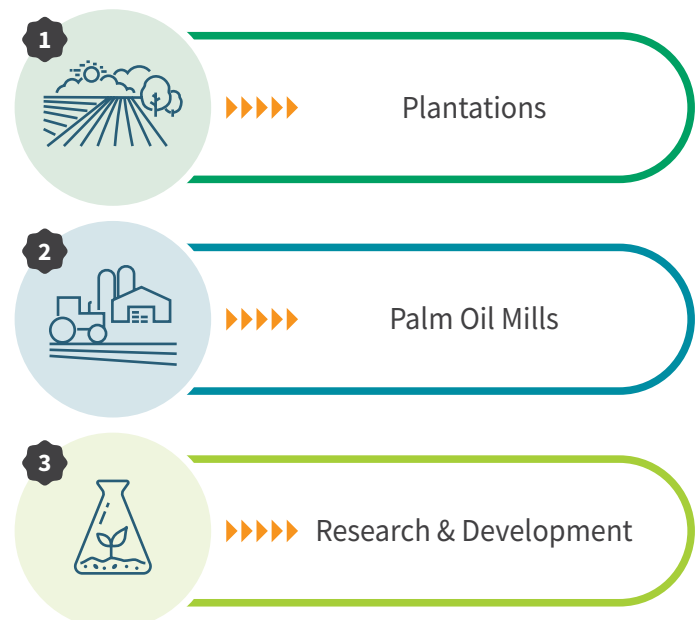 1
Plantations
2
Palm Oil Mills
3
Research & Development